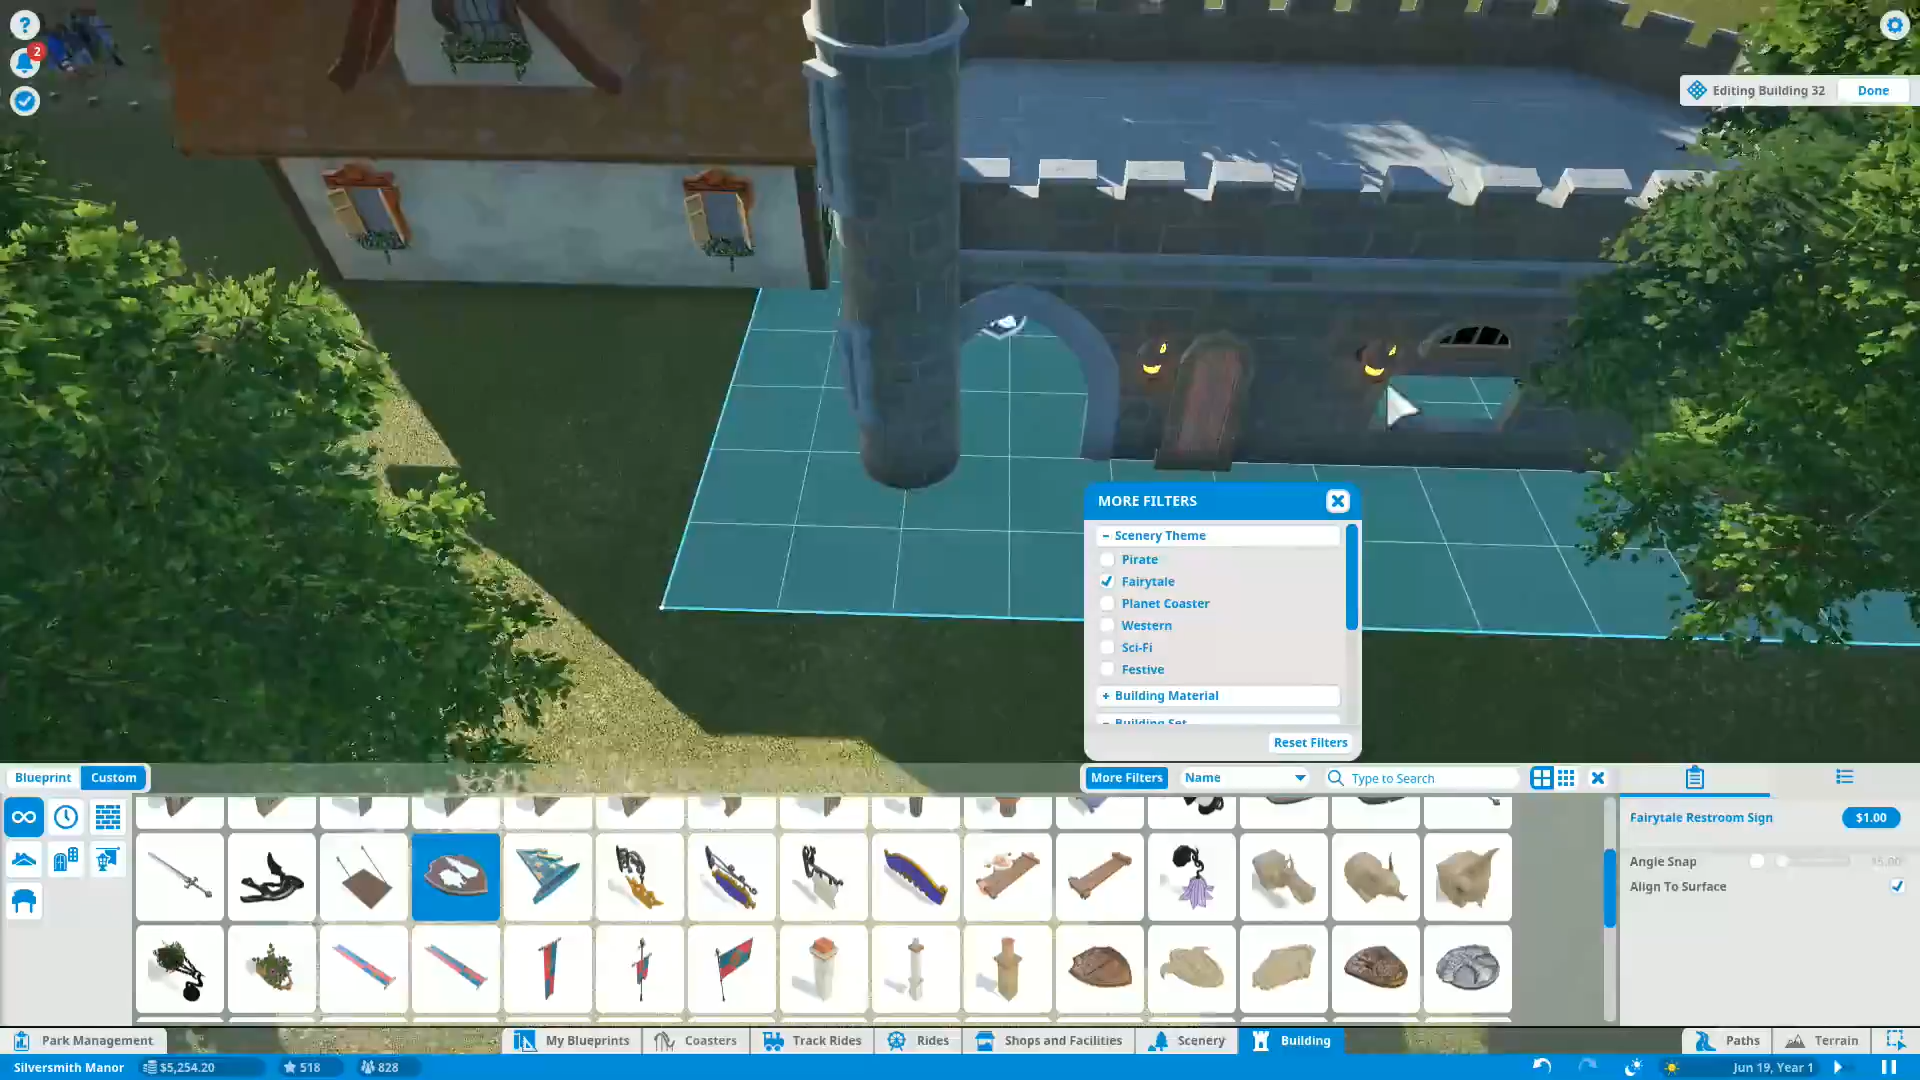 ?
2
Editing Building 32 Done
MORE FILTERS
- Scenery Theme
Pirate
Fairytale
Planet Coaster
Western
Sci-Fi
Festive
+ Building Material
- Building Set
Reset Filters
Blueprint Custom
More Filters Name Type to Search
Fairytale Restroom Sign $1.00
Angle Snap
Align To Surface
Park Management My Blueprints Coasters Track Rides Rides Shops and Facilities Scenery Building Paths Terrain
Silversmith Manor $5,254.20 518 828 Jun 19, Year 1